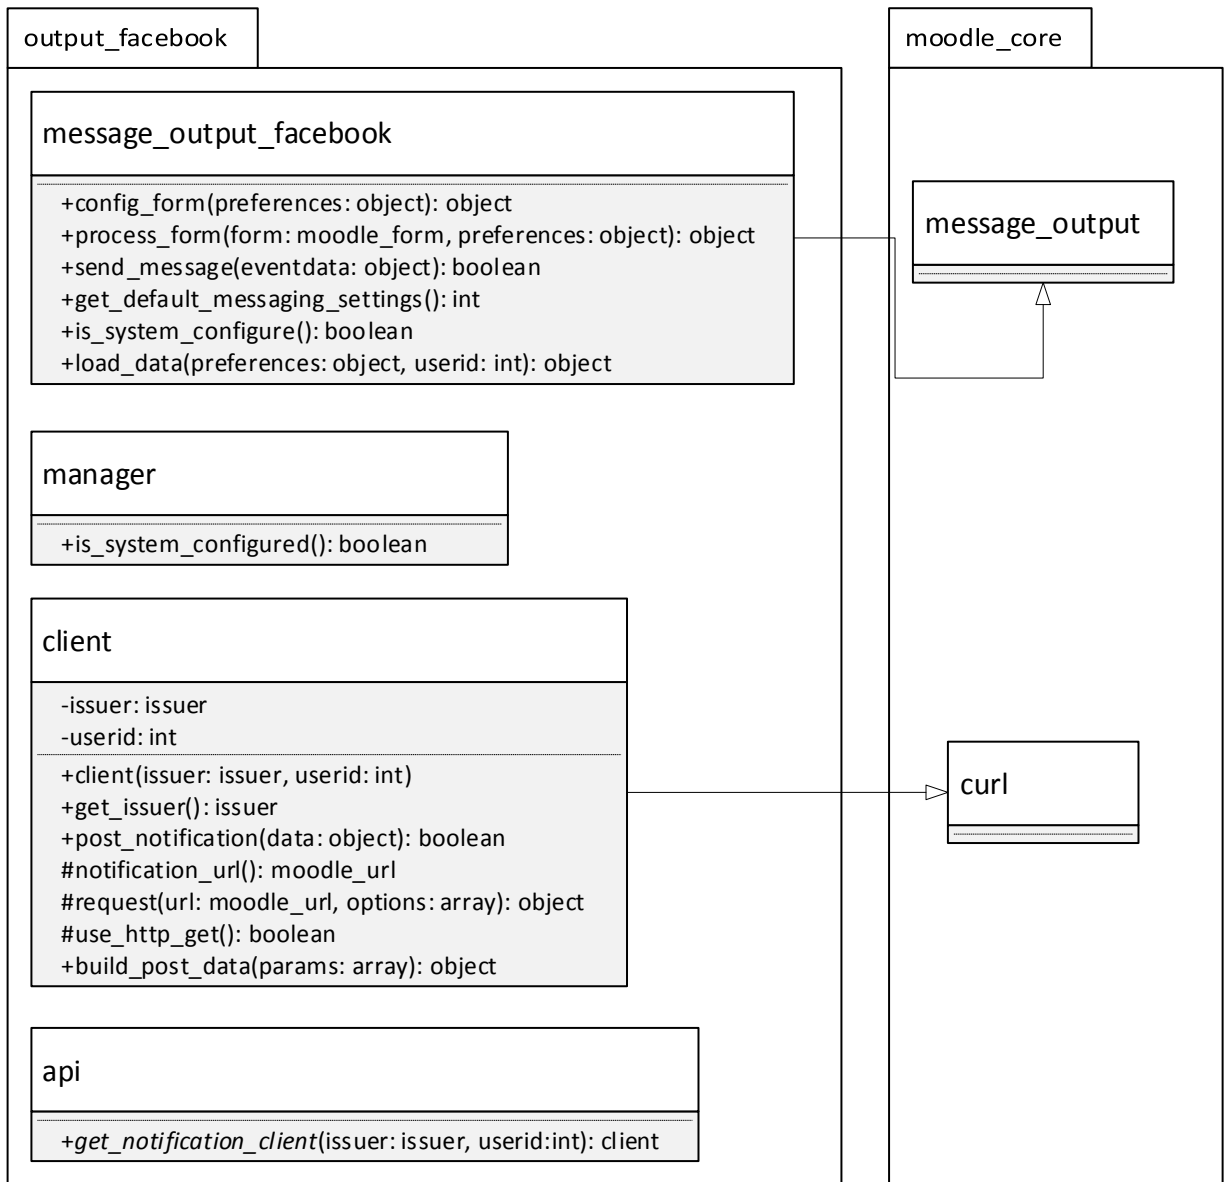 output_facebook
moodle_core
message_output_facebook
+config_form(preferences: object): object
+process_form(form: moodle_form, preferences: object): object
+send_message(eventdata: object): boolean
+get_default_messaging_settings(): int
+is_system_configure(): boolean
+load_data(preferences: object, userid: int): object
message_output
manager
+is_system_configured(): boolean
client
-issuer: issuer
-userid: int
+client(issuer: issuer, userid: int)
+get_issuer(): issuer
+post_notification(data: object): boolean
#notification_url(): moodle_url
#request(url: moodle_url, options: array): object
#use_http_get(): boolean
+build_post_data(params: array): object
curl
api
+get_notification_client(issuer: issuer, userid:int): client